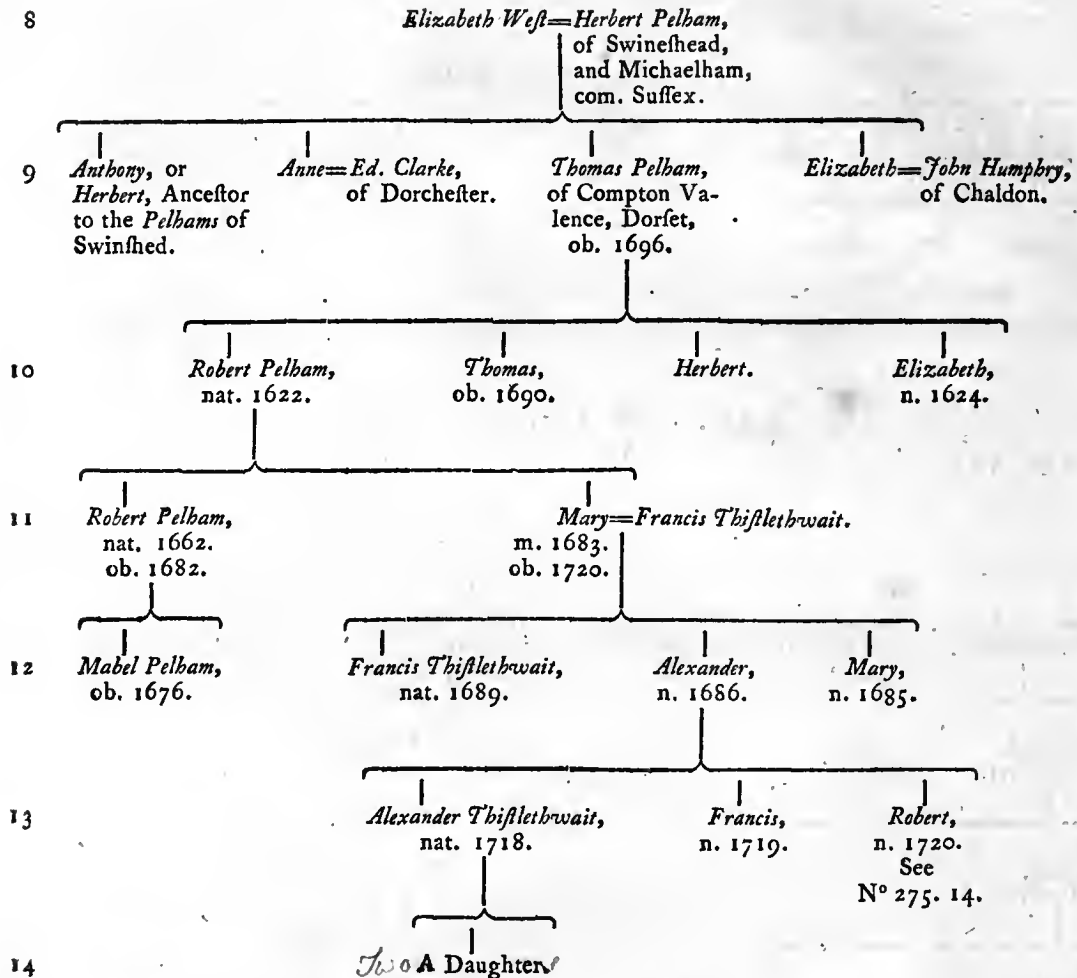 8
Elizabeth Weſt=Herbert Pelham,
of Swineſhead,
and Michaelham,
com. Suſſex.
9
Anthony, or
Herbert, Anceſtor
to the Pelhams of
Swinſhed.
Anne=Ed. Clarke,
of Dorcheſter.
Thomas Pelham,
of Compton Va-
lence, Dorſet,
ob. 1696.
Elizabeth=John Humphry,
of Chaldon.
10
Robert Pelham,
nat. 1622.
Thomas,
ob. 1690.
Herbert.
Elizabeth,
n. 1624.
11
Robert Pelham,
nat. 1662.
ob. 1682.
Mary=Francis Thiſtlethwait.
m. 1683.
ob. 1720.
12
Mabel Pelham,
ob. 1676.
Francis Thiſtlethwait,
nat. 1689.
Alexander,
n. 1686.
Mary,
n. 1685.
13
Alexander Thiſtlethwait,
nat. 1718.
Francis,
n. 1719.
Robert,
n. 1720.
See
Nº 275. 14.
14
Two A Daughters